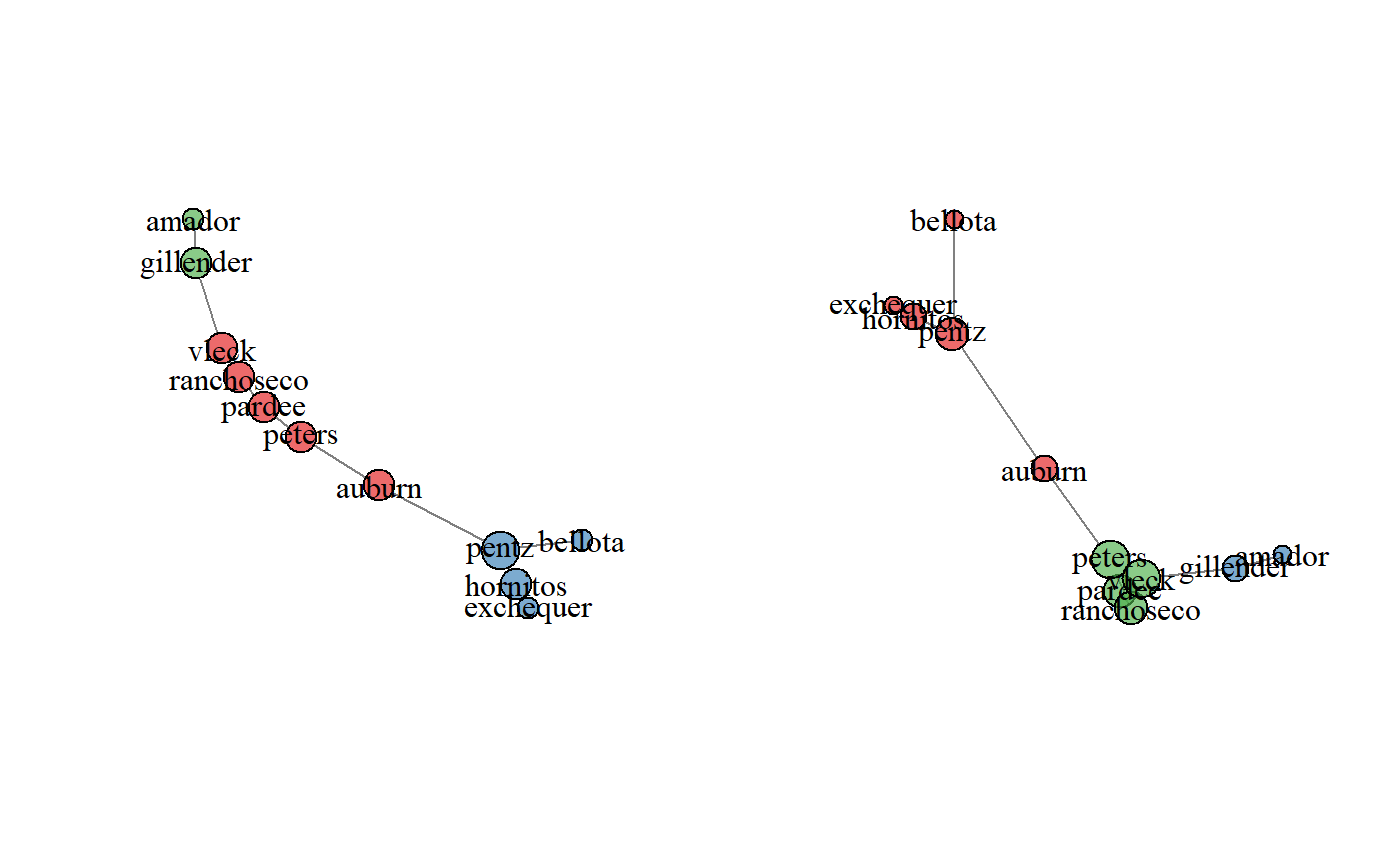 amador
gillender
vleck
ranchoseco
pardee
peters
auburn
pentz
bellota
hornitos
exchequer
bellota
exchequer
hornitos
pentz
auburn
peters
amador
gillender
vleck
pardee
ranchoseco